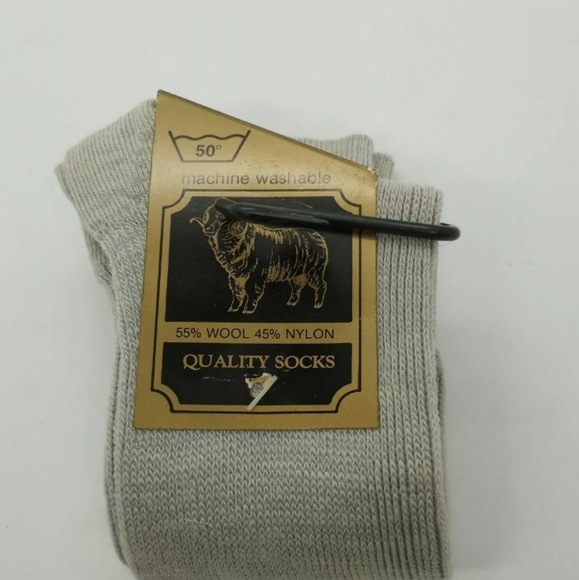 50°
machine washable
55% WOOL 45% NYLON
QUALITY SOCKS